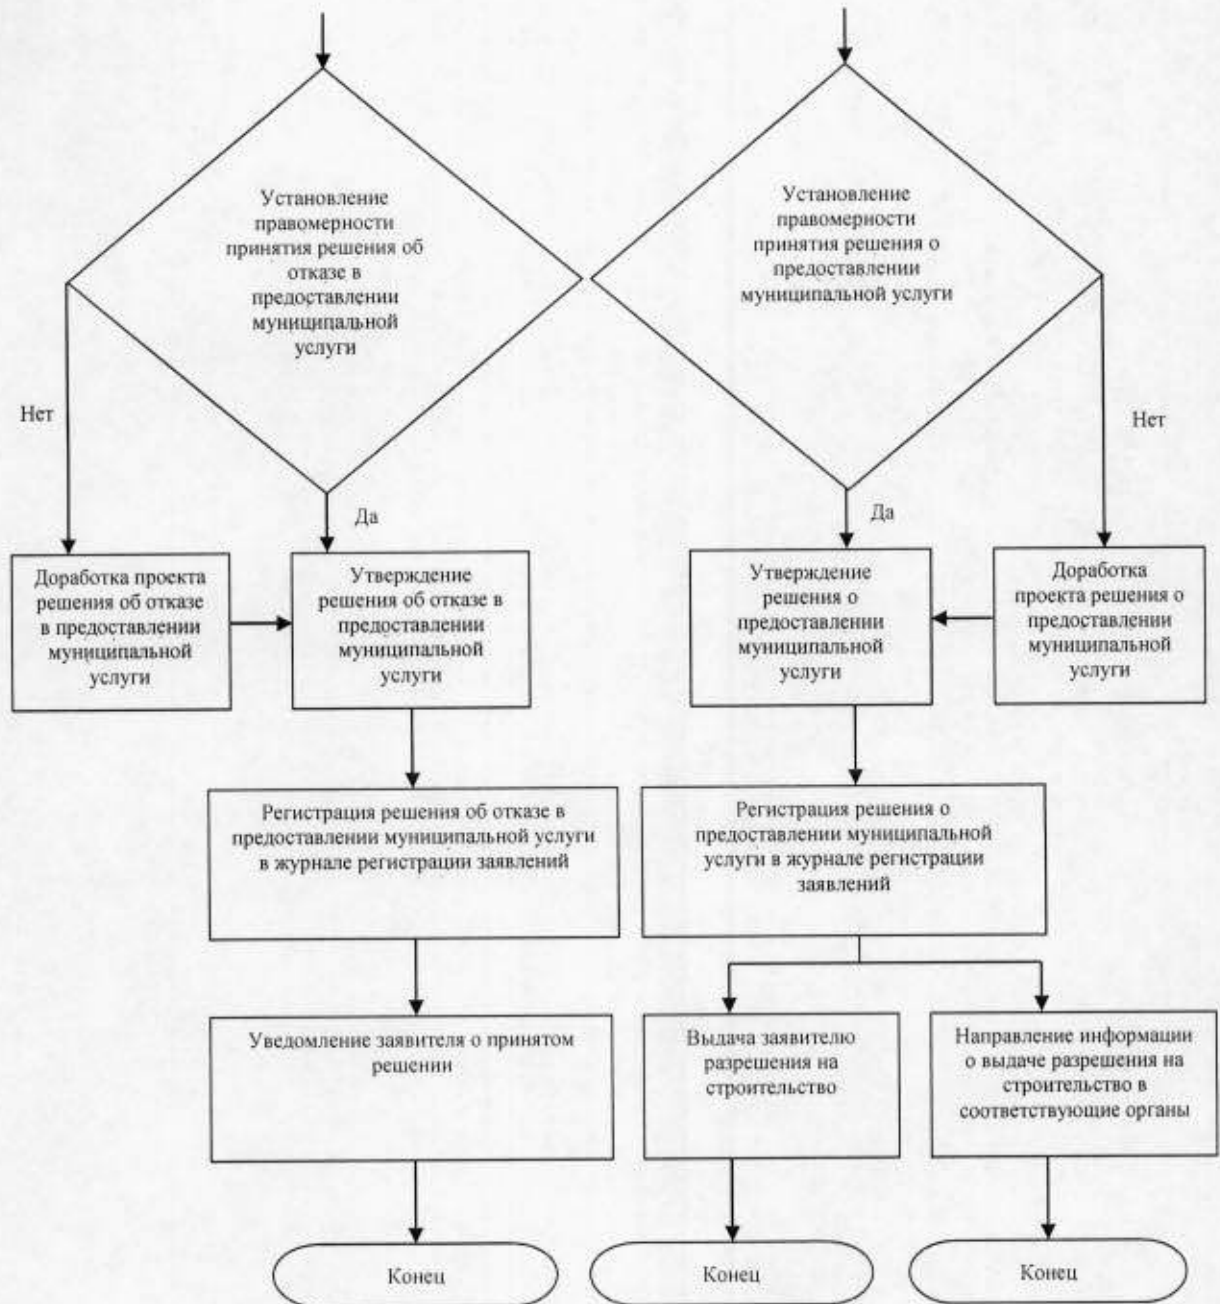 Установление
правомерности
принятия решения об
отказе в
предоставлении
муниципальной
услуги
Установление
правомерности
принятия решения о
предоставлении
муниципальной услуги
Нет
Да
Да
Нет
Доработка проекта
решения об отказе
в предоставлении
муниципальной
услуги
Утверждение
решения об отказе в
предоставлении
муниципальной
услуги
Утверждение
решения о
предоставлении
муниципальной
услуги
Доработка
проекта решения о
предоставлении
муниципальной
услуги
Регистрация решения об отказе в
предоставлении муниципальной услуги
в журнале регистрации заявлений
Регистрация решения о
предоставлении муниципальной
услуги в журнале регистрации
заявлений
Уведомление заявителя о принятом
решении
Выдача заявителю
разрешения на
строительство
Направление информации
о выдаче разрешения на
строительство в
соответствующие органы
Конец
Конец
Конец